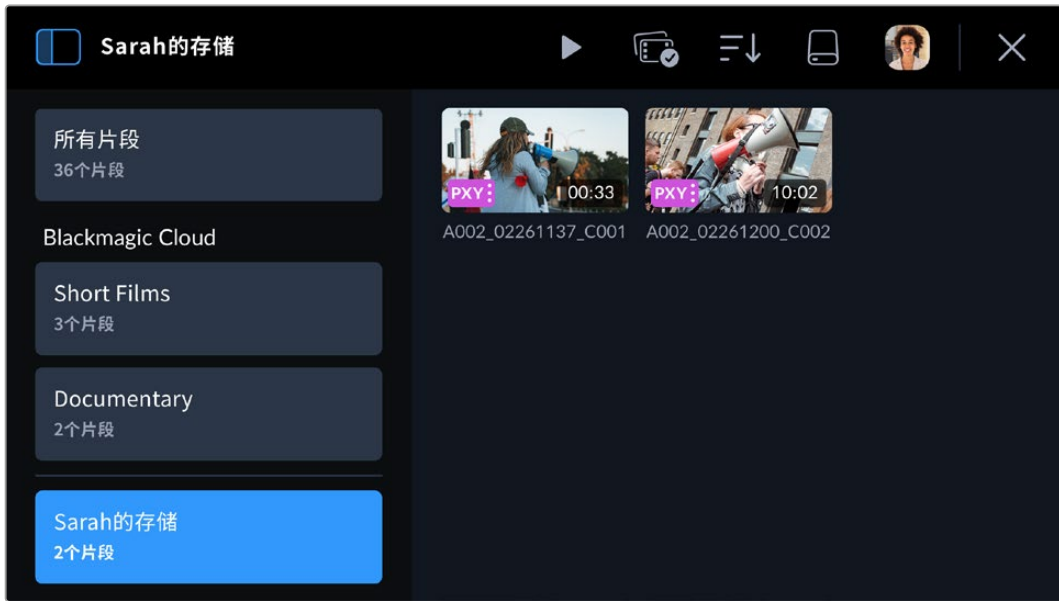 Sarah的存储
所有片段
36个片段
Blackmagic Cloud
Short Films
3个片段
Documentary
2个片段
Sarah的存储
2个片段
PXY 00:33
PXY 10:02
A002_02261137_C001
A002_02261200_C002